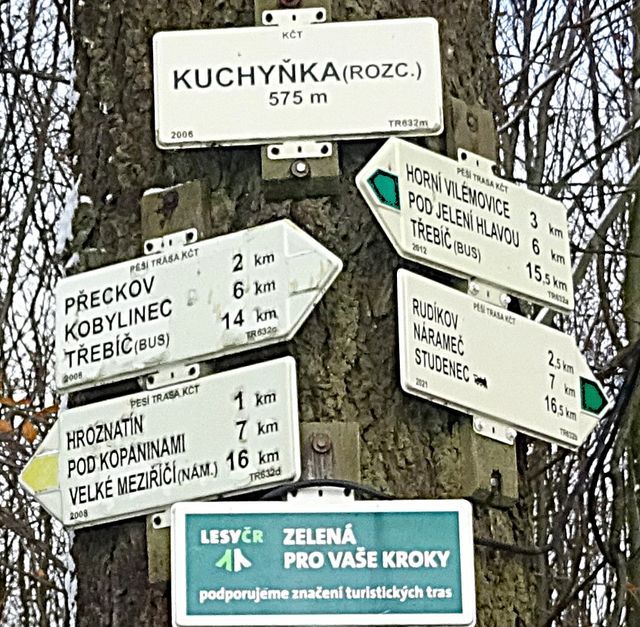 KČT
KUCHYŇKA (ROZC.)
575 m
2006 TR632m
PĚŠÍ TRASA KČT
PŘECKOV 2 km
KOBYLINEC 6 km
TŘEBÍČ (BUS) 14 km
2008 TR632c
PĚŠÍ TRASA KČT
HROZNATÍN 1 km
POD KOPANINAMI 7 km
VELKÉ MEZIŘÍČÍ (NÁM.) 16 km
2008 TR632d
PĚŠÍ TRASA KČT
HORNÍ VILÉMOVICE 3 km
POD JELENÍ HLAVOU 6 km
TŘEBÍČ (BUS) 15,5 km
2012 TR632a
PĚŠÍ TRASA KČT
RUDÍKOV 2,5 km
NÁRAMEČ 7 km
STUDENEC 16,5 km
2021 TR632b
LESYČR ZELENÁ
PRO VAŠE KROKY
podporujeme značení turistických tras